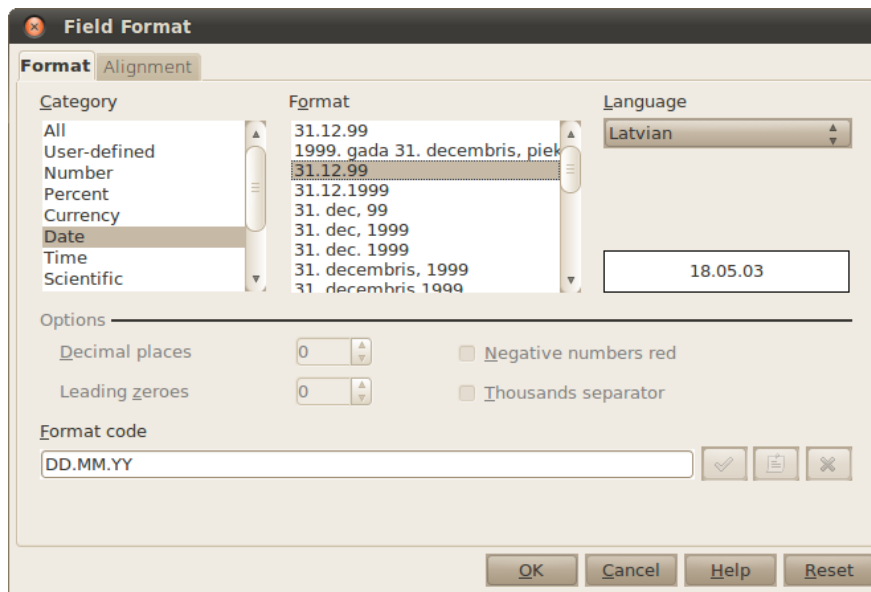 Field Format
Format Alignment
Category
All
User-defined
Number
Percent
Currency
Date
Time
Scientific
Format
31.12.99
1999. gada 31. decembris, piek
31.12.99
31.12.1999
31. dec, 99
31. dec, 1999
31. dec. 1999
31. decembris, 1999
31. decembris 1999
Language
Latvian
18.05.03
Options
Decimal places 0 Negative numbers red
Leading zeroes 0 Thousands separator
Format code
DD.MM.YY
OK Cancel Help Reset